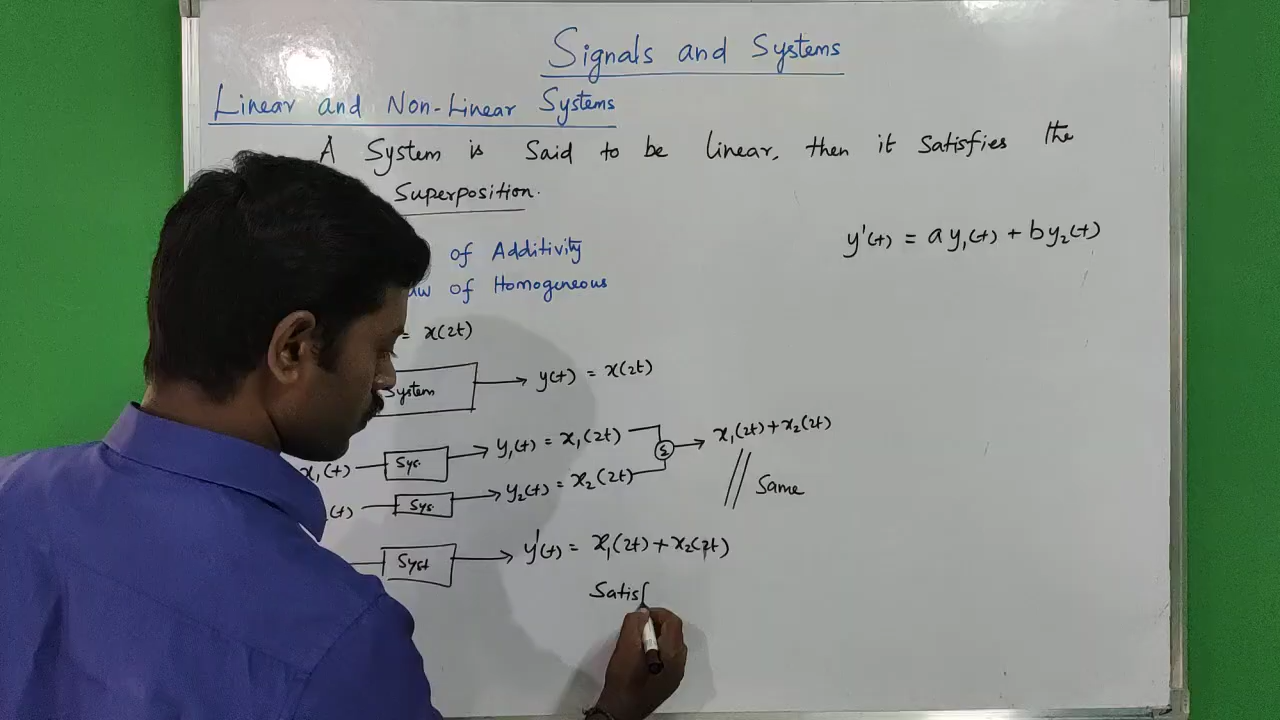 Signals and Systems
Linear and Non-Linear Systems
A System is Said to be linear, then it Satisfies the
Superposition.
y'(t) = a y₁(t) + b y₂(t)
of Additivity
of Homogeneous
= x(2t)
System → y(t) = x(2t)
x₁(t) Sys. → y₁(t) = x₁(2t) Σ → x₁(2t) + x₂(2t)
(t) Sys → y₂(t) = x₂(2t) // Same
Syst → y'(t) = x₁(2t) + x₂(2t)
Satisf